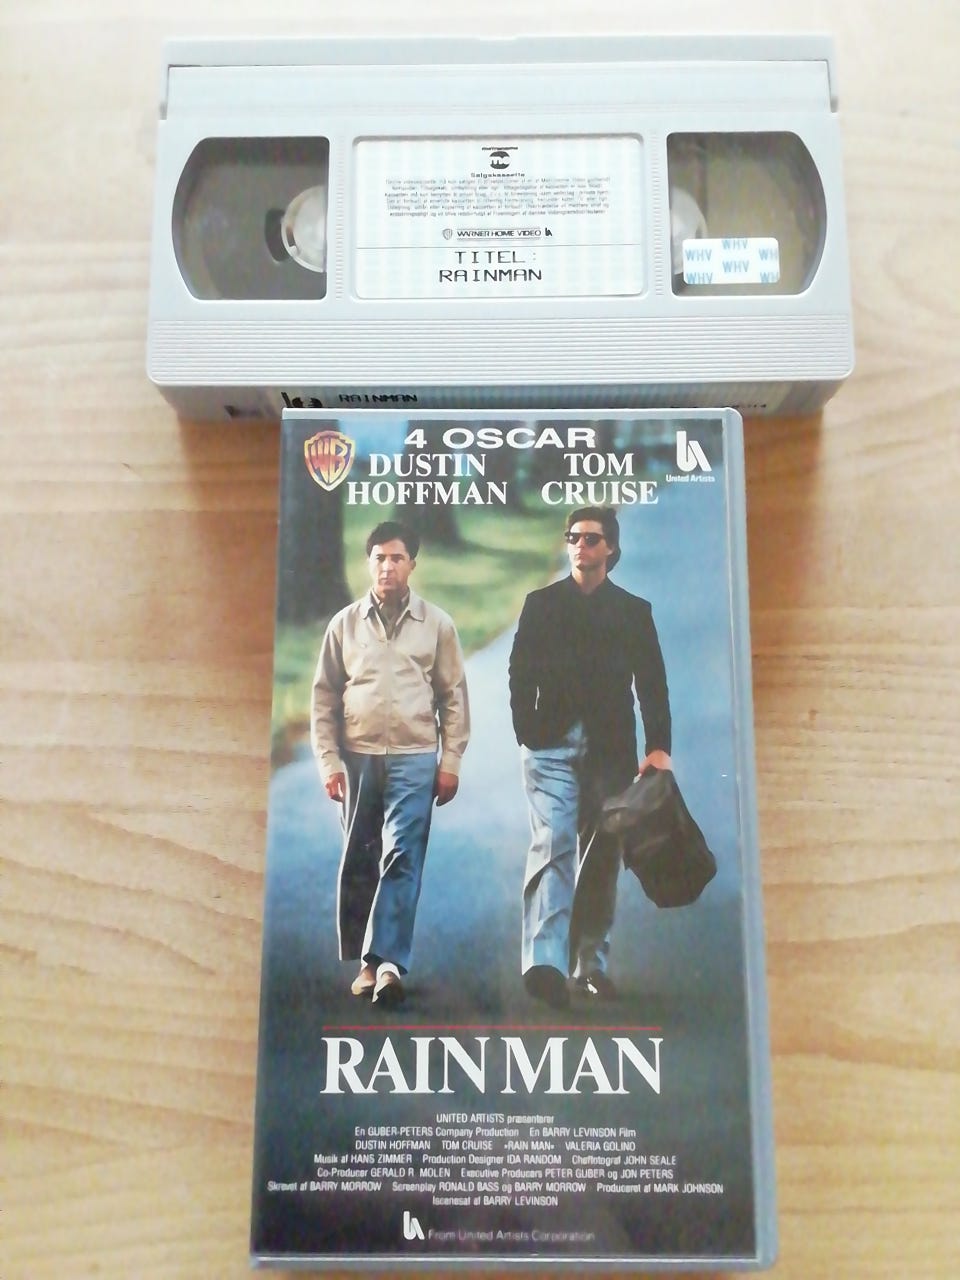 Salgskassette
WARNER HOME VIDEO
TITEL:
RAINMAN
WHV
WHV WH
WHV
WHV WH
RAINMAN
WB
4 OSCAR
DUSTIN HOFFMAN
TOM CRUISE
United Artists
RAIN MAN
UNITED ARTISTS præsenterer
En GUBER-PETERS Company Production En BARRY LEVINSON Film
DUSTIN HOFFMAN TOM CRUISE »RAIN MAN« VALERIA GOLINO
Musik af HANS ZIMMER Production Designer IDA RANDOM Cheffotograf JOHN SEALE
Co-Producer GERALD R. MOLEN Executive Producers PETER GUBER og JON PETERS
Skrevet af BARRY MORROW Screenplay RONALD BASS og BARRY MORROW Produceret af MARK JOHNSON
Iscenesat af BARRY LEVINSON
From United Artists Corporation